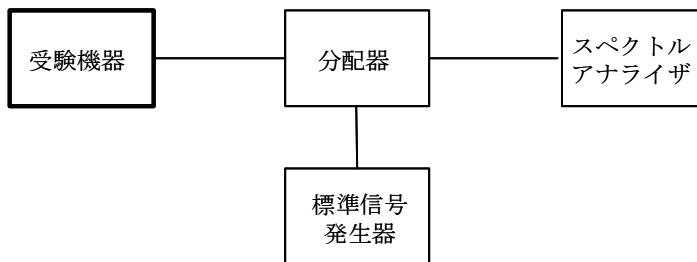 受験機器
分配器
スペクトル
アナライザ
標準信号
発生器